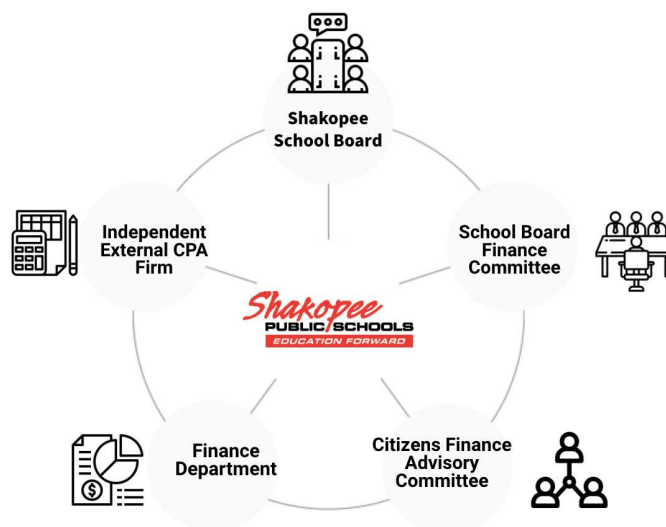 Shakopee
School Board
Independent
External CPA
Firm
School Board
Finance
Committee
Shakopee
PUBLIC SCHOOLS
EDUCATION FORWARD
Finance
Department
Citizens Finance
Advisory
Committee
$